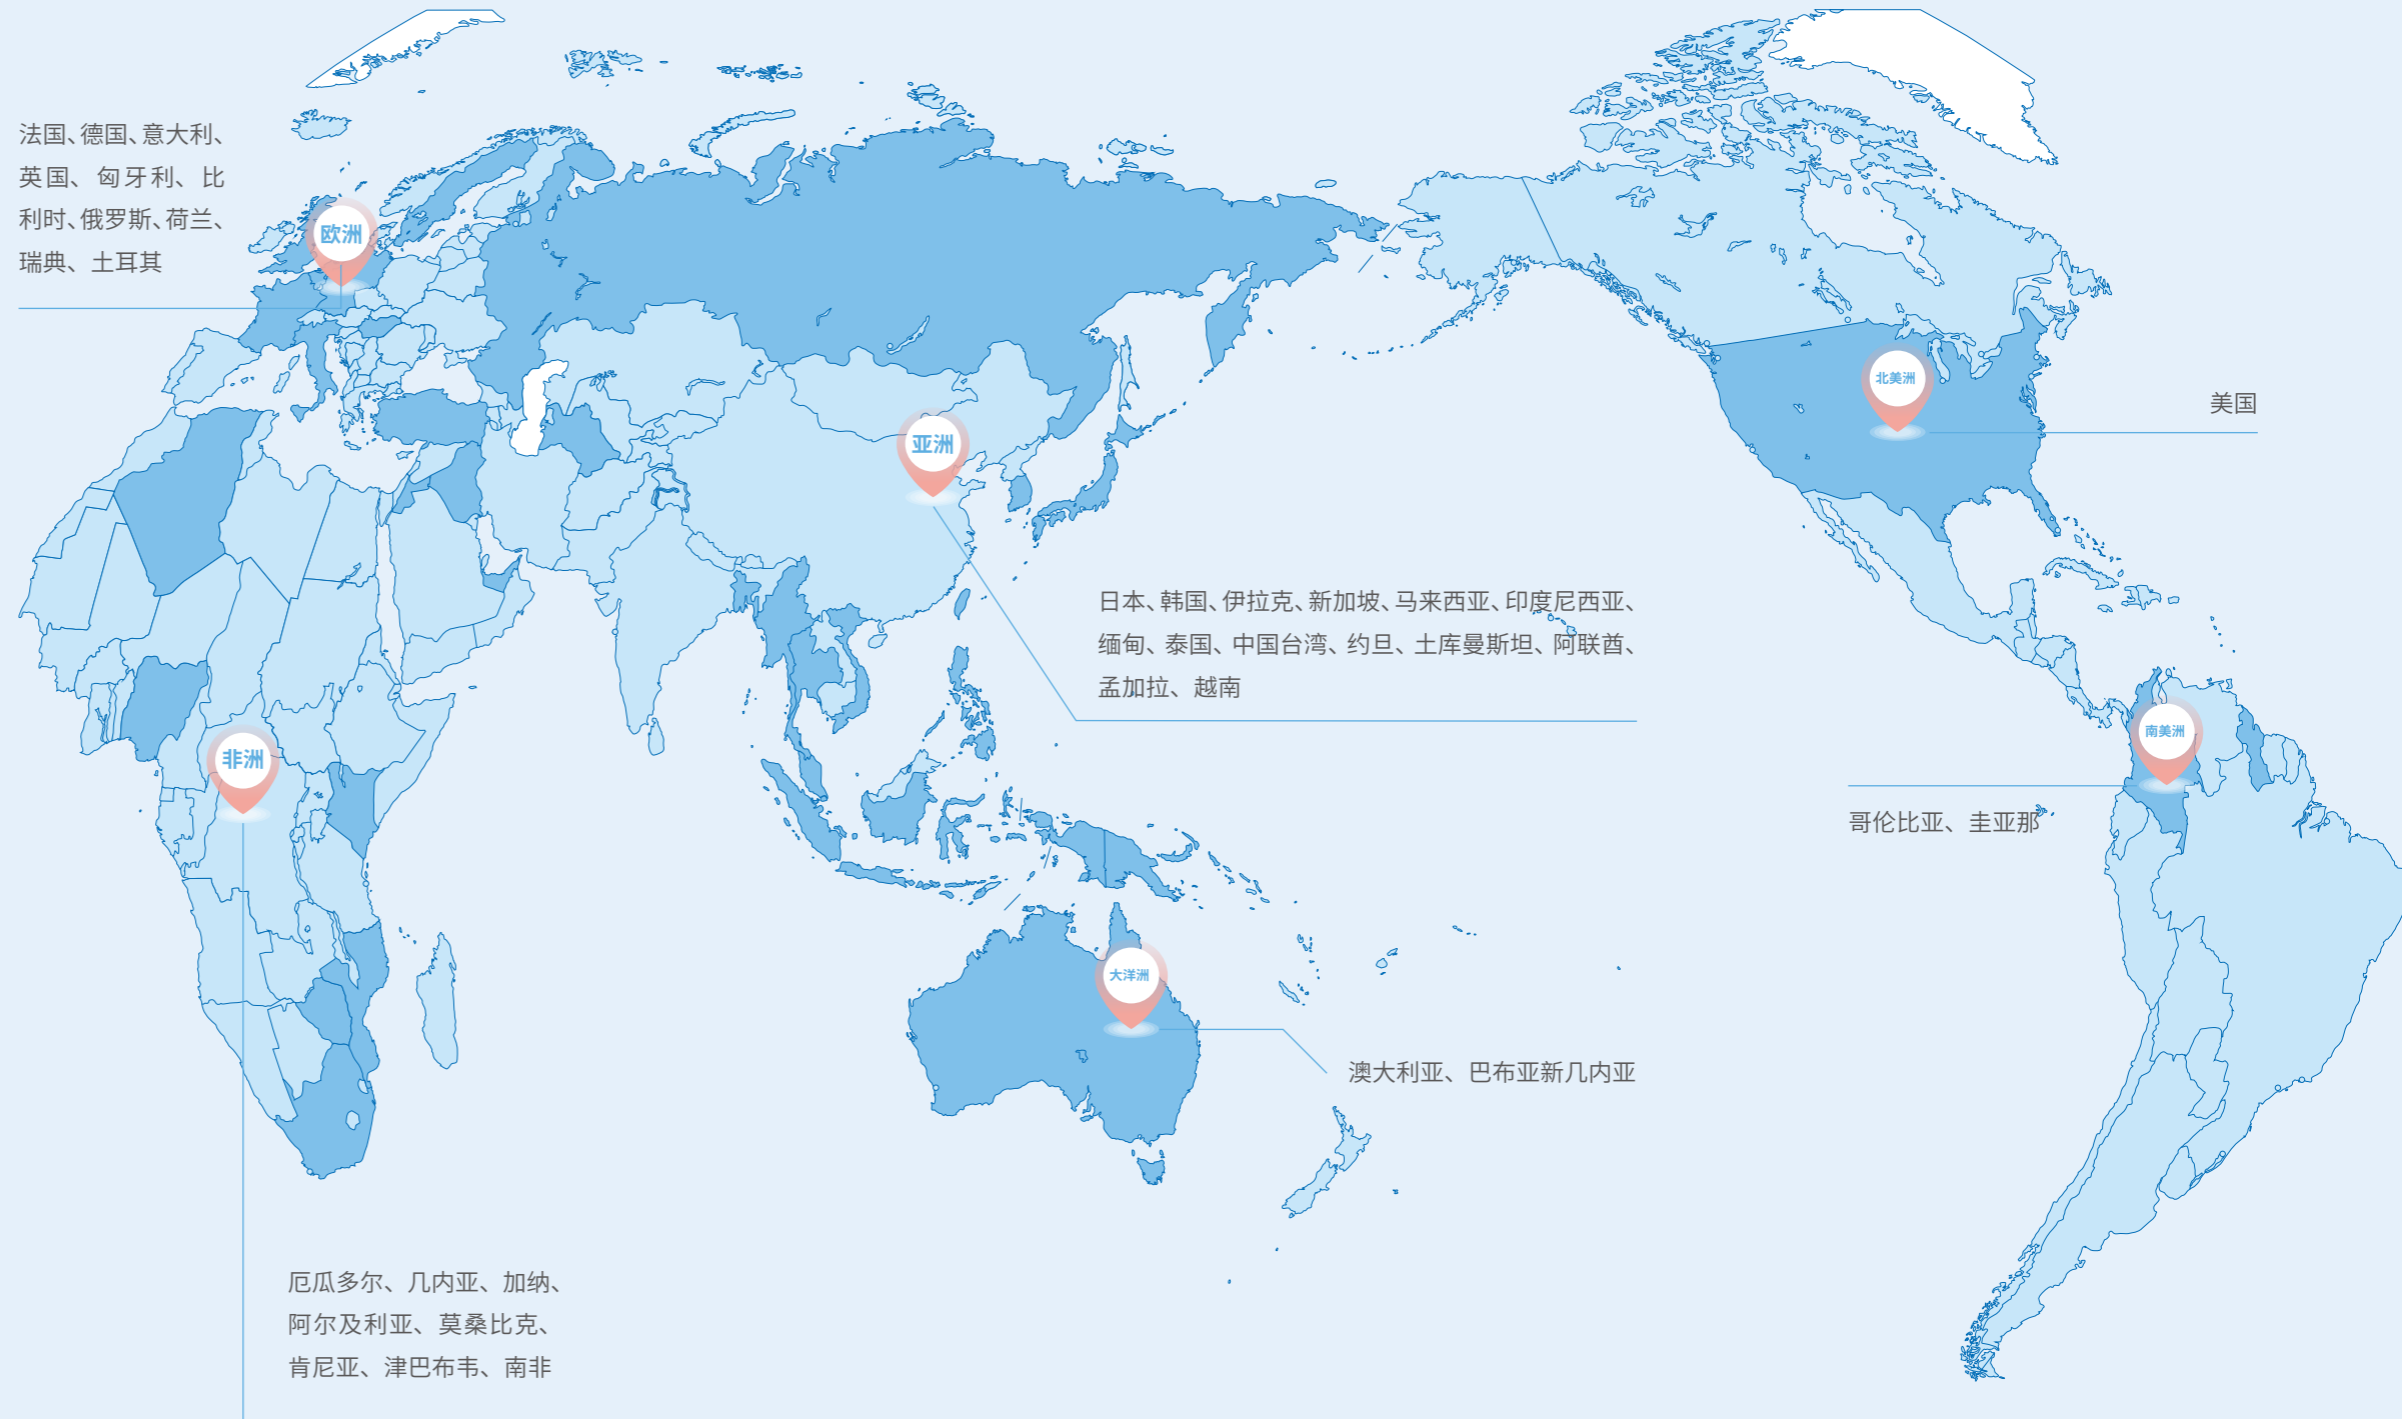 法国、德国、意大利、
英国、匈牙利、比
利时、俄罗斯、荷兰、
瑞典、土耳其
欧洲
亚洲
日本、韩国、伊拉克、新加坡、马来西亚、印度尼西亚、
缅甸、泰国、中国台湾、约旦、土库曼斯坦、阿联酋、
孟加拉、越南
北美洲
美国
南美洲
哥伦比亚、圭亚那
非洲
厄瓜多尔、几内亚、加纳、
阿尔及利亚、莫桑比克、
肯尼亚、津巴布韦、南非
大洋洲
澳大利亚、巴布亚新几内亚